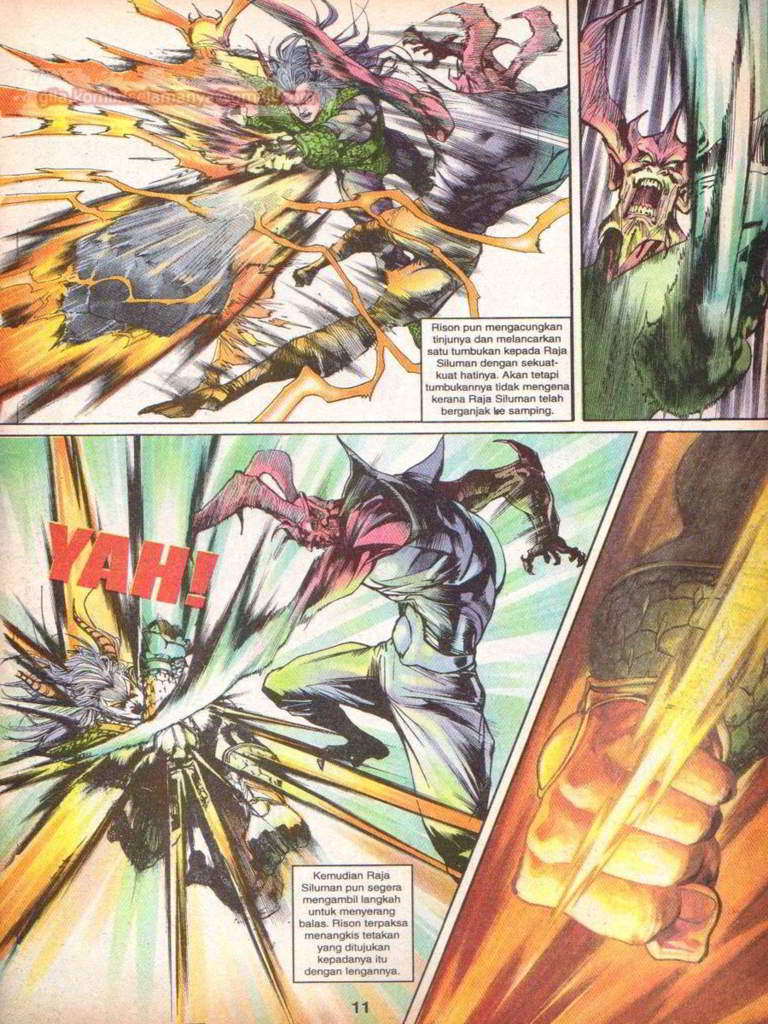 Rison pun mengacungkan
tinjunya dan melancarkan
satu tumbukan kepada Raja
Siluman dengan sekuat-
kuat hatinya. Akan tetapi
tumbukannya tidak mengena
kerana Raja Siluman telah
berganjak ke samping.
YAH!
Kemudian Raja
Siluman pun segera
mengambil langkah
untuk menyerang
balas. Rison terpaksa
menangkis tetakan
yang ditujukan
kepadanya itu
dengan lengannya.
11